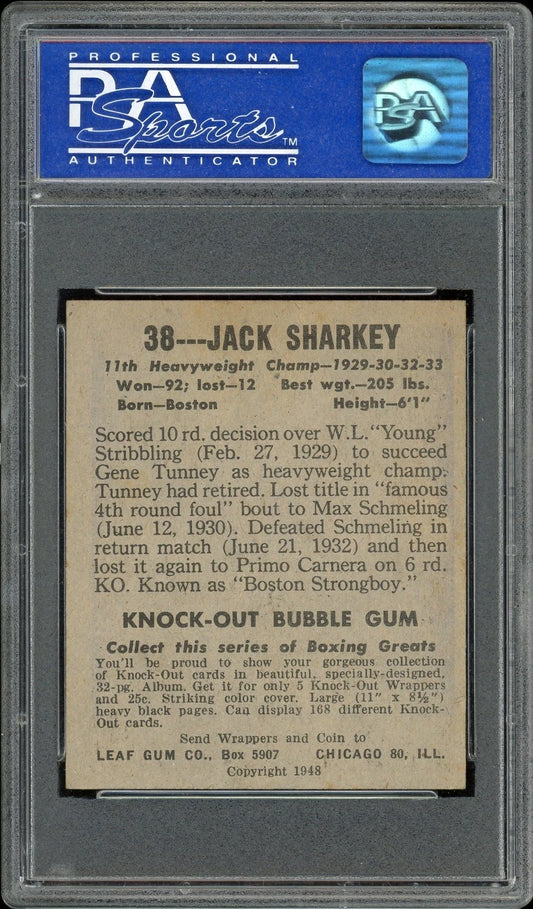 PROFESSIONAL
PSA
Sports™
AUTHENTICATOR
PSA
38---JACK SHARKEY
11th Heavyweight Champ—1929-30-32-33
Won—92; lost—12 Best wgt.—205 lbs.
Born—Boston Height—6'1"
Scored 10 rd. decision over W.L. "Young"
Stribbling (Feb. 27, 1929) to succeed
Gene Tunney as heavyweight champ.
Tunney had retired. Lost title in "famous
4th round foul" bout to Max Schmeling
(June 12, 1930). Defeated Schmeling in
return match (June 21, 1932) and then
lost it again to Primo Carnera on 6 rd.
KO. Known as "Boston Strongboy."
KNOCK-OUT BUBBLE GUM
Collect this series of Boxing Greats
You'll be proud to show your gorgeous collection
of Knock-Out cards in beautiful, specially-designed,
32-pg. Album. Get it for only 5 Knock-Out Wrappers
and 25c. Striking color cover. Large (11" x 8½")
heavy black pages. Can display 168 different Knock-
Out cards.
Send Wrappers and Coin to
LEAF GUM CO., Box 5907 CHICAGO 80, ILL.
Copyright 1948